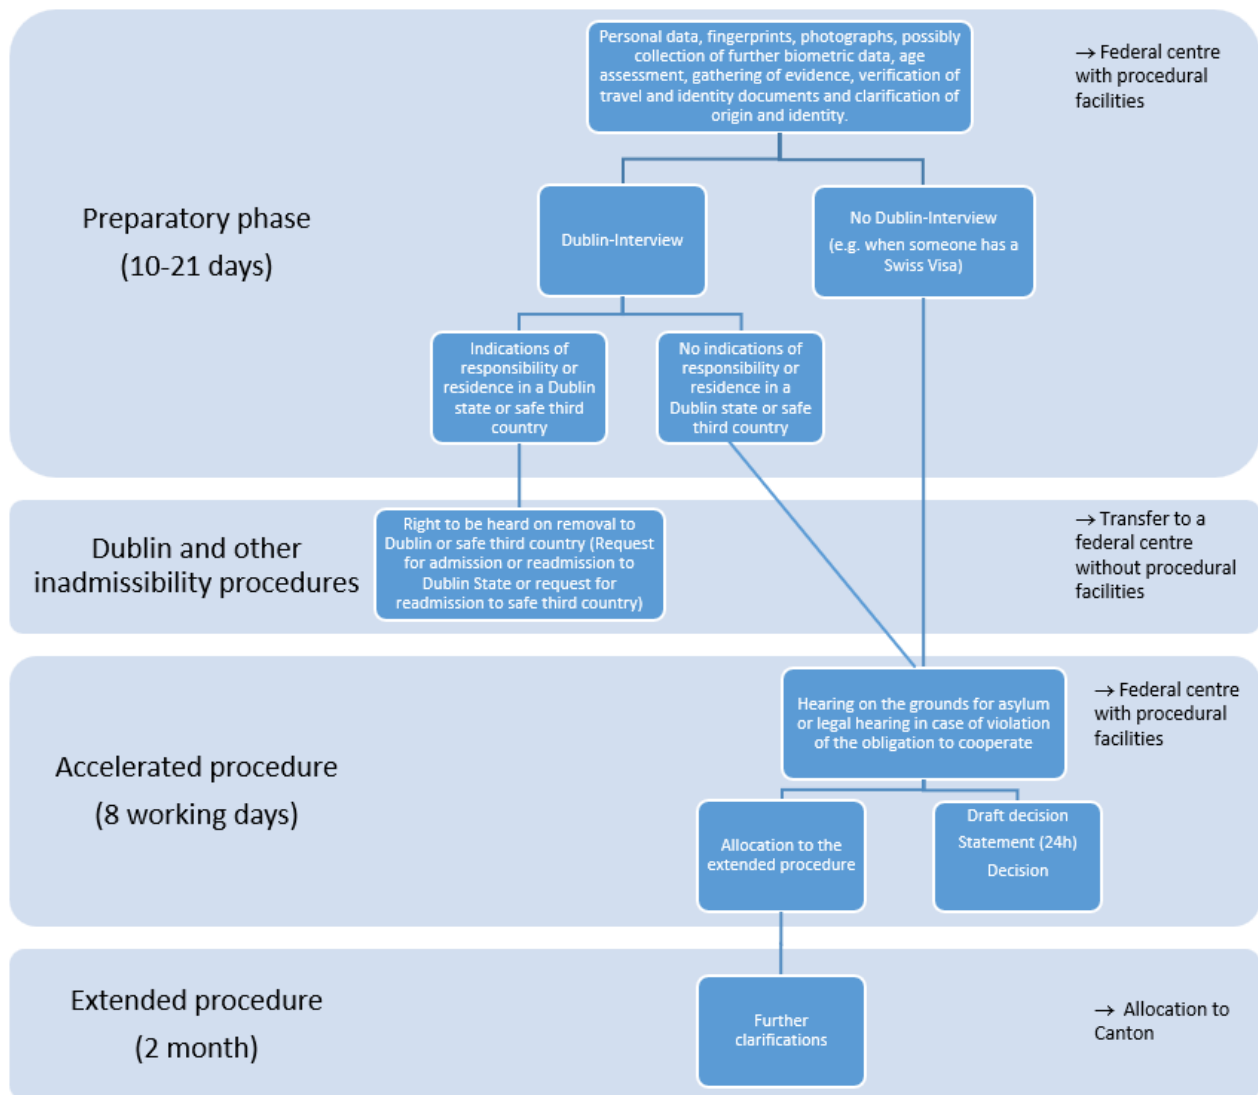 Personal data, fingerprints, photographs, possibly
collection of further biometric data, age
assessment, gathering of evidence, verification of
travel and identity documents and clarification of
origin and identity.
→ Federal centre
with procedural
facilities
Preparatory phase
(10-21 days)
Dublin-Interview
No Dublin-Interview
(e.g. when someone has a
Swiss Visa)
Indications of
responsibility or
residence in a Dublin
state or safe third
country
No indications of
responsibility or
residence in a
Dublin state or safe
third country
Dublin and other
inadmissibility procedures
Right to be heard on removal to
Dublin or safe third country (Request
for admission or readmission to
Dublin State or request for
readmission to safe third country)
→ Transfer to a
federal centre
without procedural
facilities
Accelerated procedure
(8 working days)
Hearing on the grounds for asylum
or legal hearing in case of violation
of the obligation to cooperate
→ Federal centre
with procedural
facilities
Allocation to the
extended procedure
Draft decision
Statement (24h)
Decision
Extended procedure
(2 month)
Further
clarifications
→ Allocation to
Canton